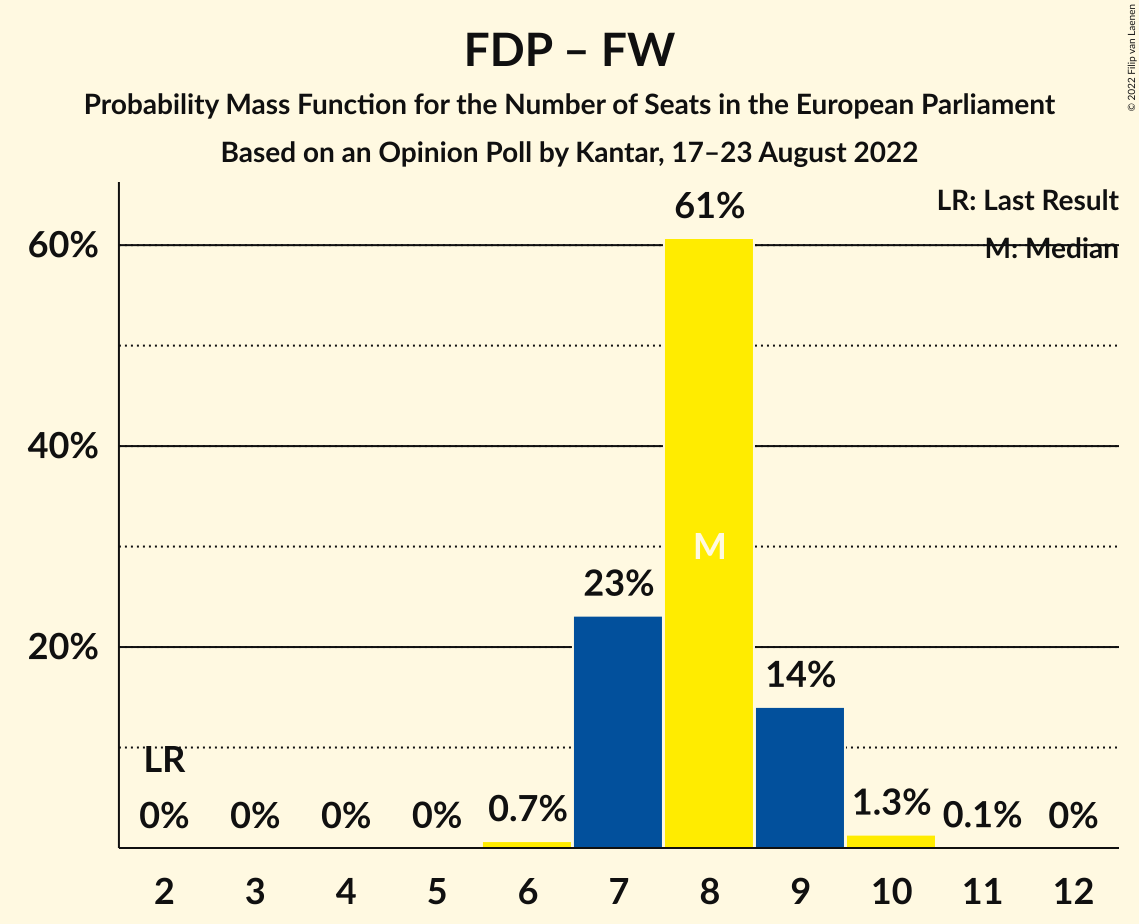 FDP – FW
Probability Mass Function for the Number of Seats in the European Parliament
Based on an Opinion Poll by Kantar, 17–23 August 2022
© 2022 Filip van Laenen
LR: Last Result
M: Median
61%
60%
40%
M
23%
20%
14%
LR
0% 0% 0% 0% 0.7% 1.3% 0.1% 0%
2 3 4 5 6 7 8 9 10 11 12